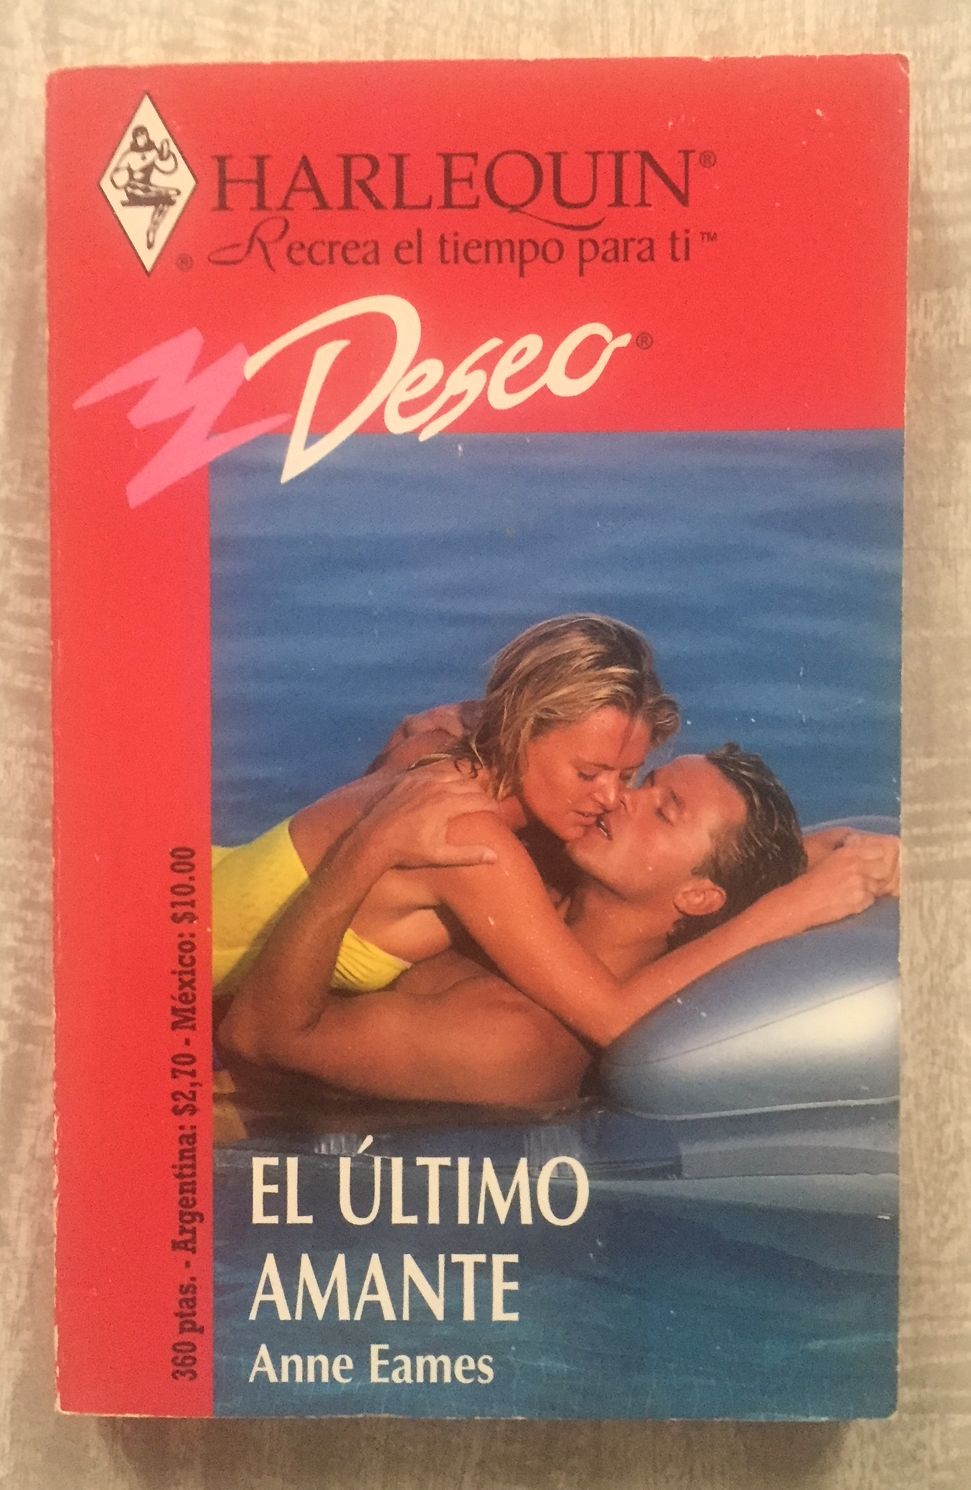 HARLEQUIN®
® Recrea el tiempo para ti™
Deseo®
360 ptas. - Argentina: $2,70 - México: $10.00
EL ÚLTIMO
AMANTE
Anne Eames